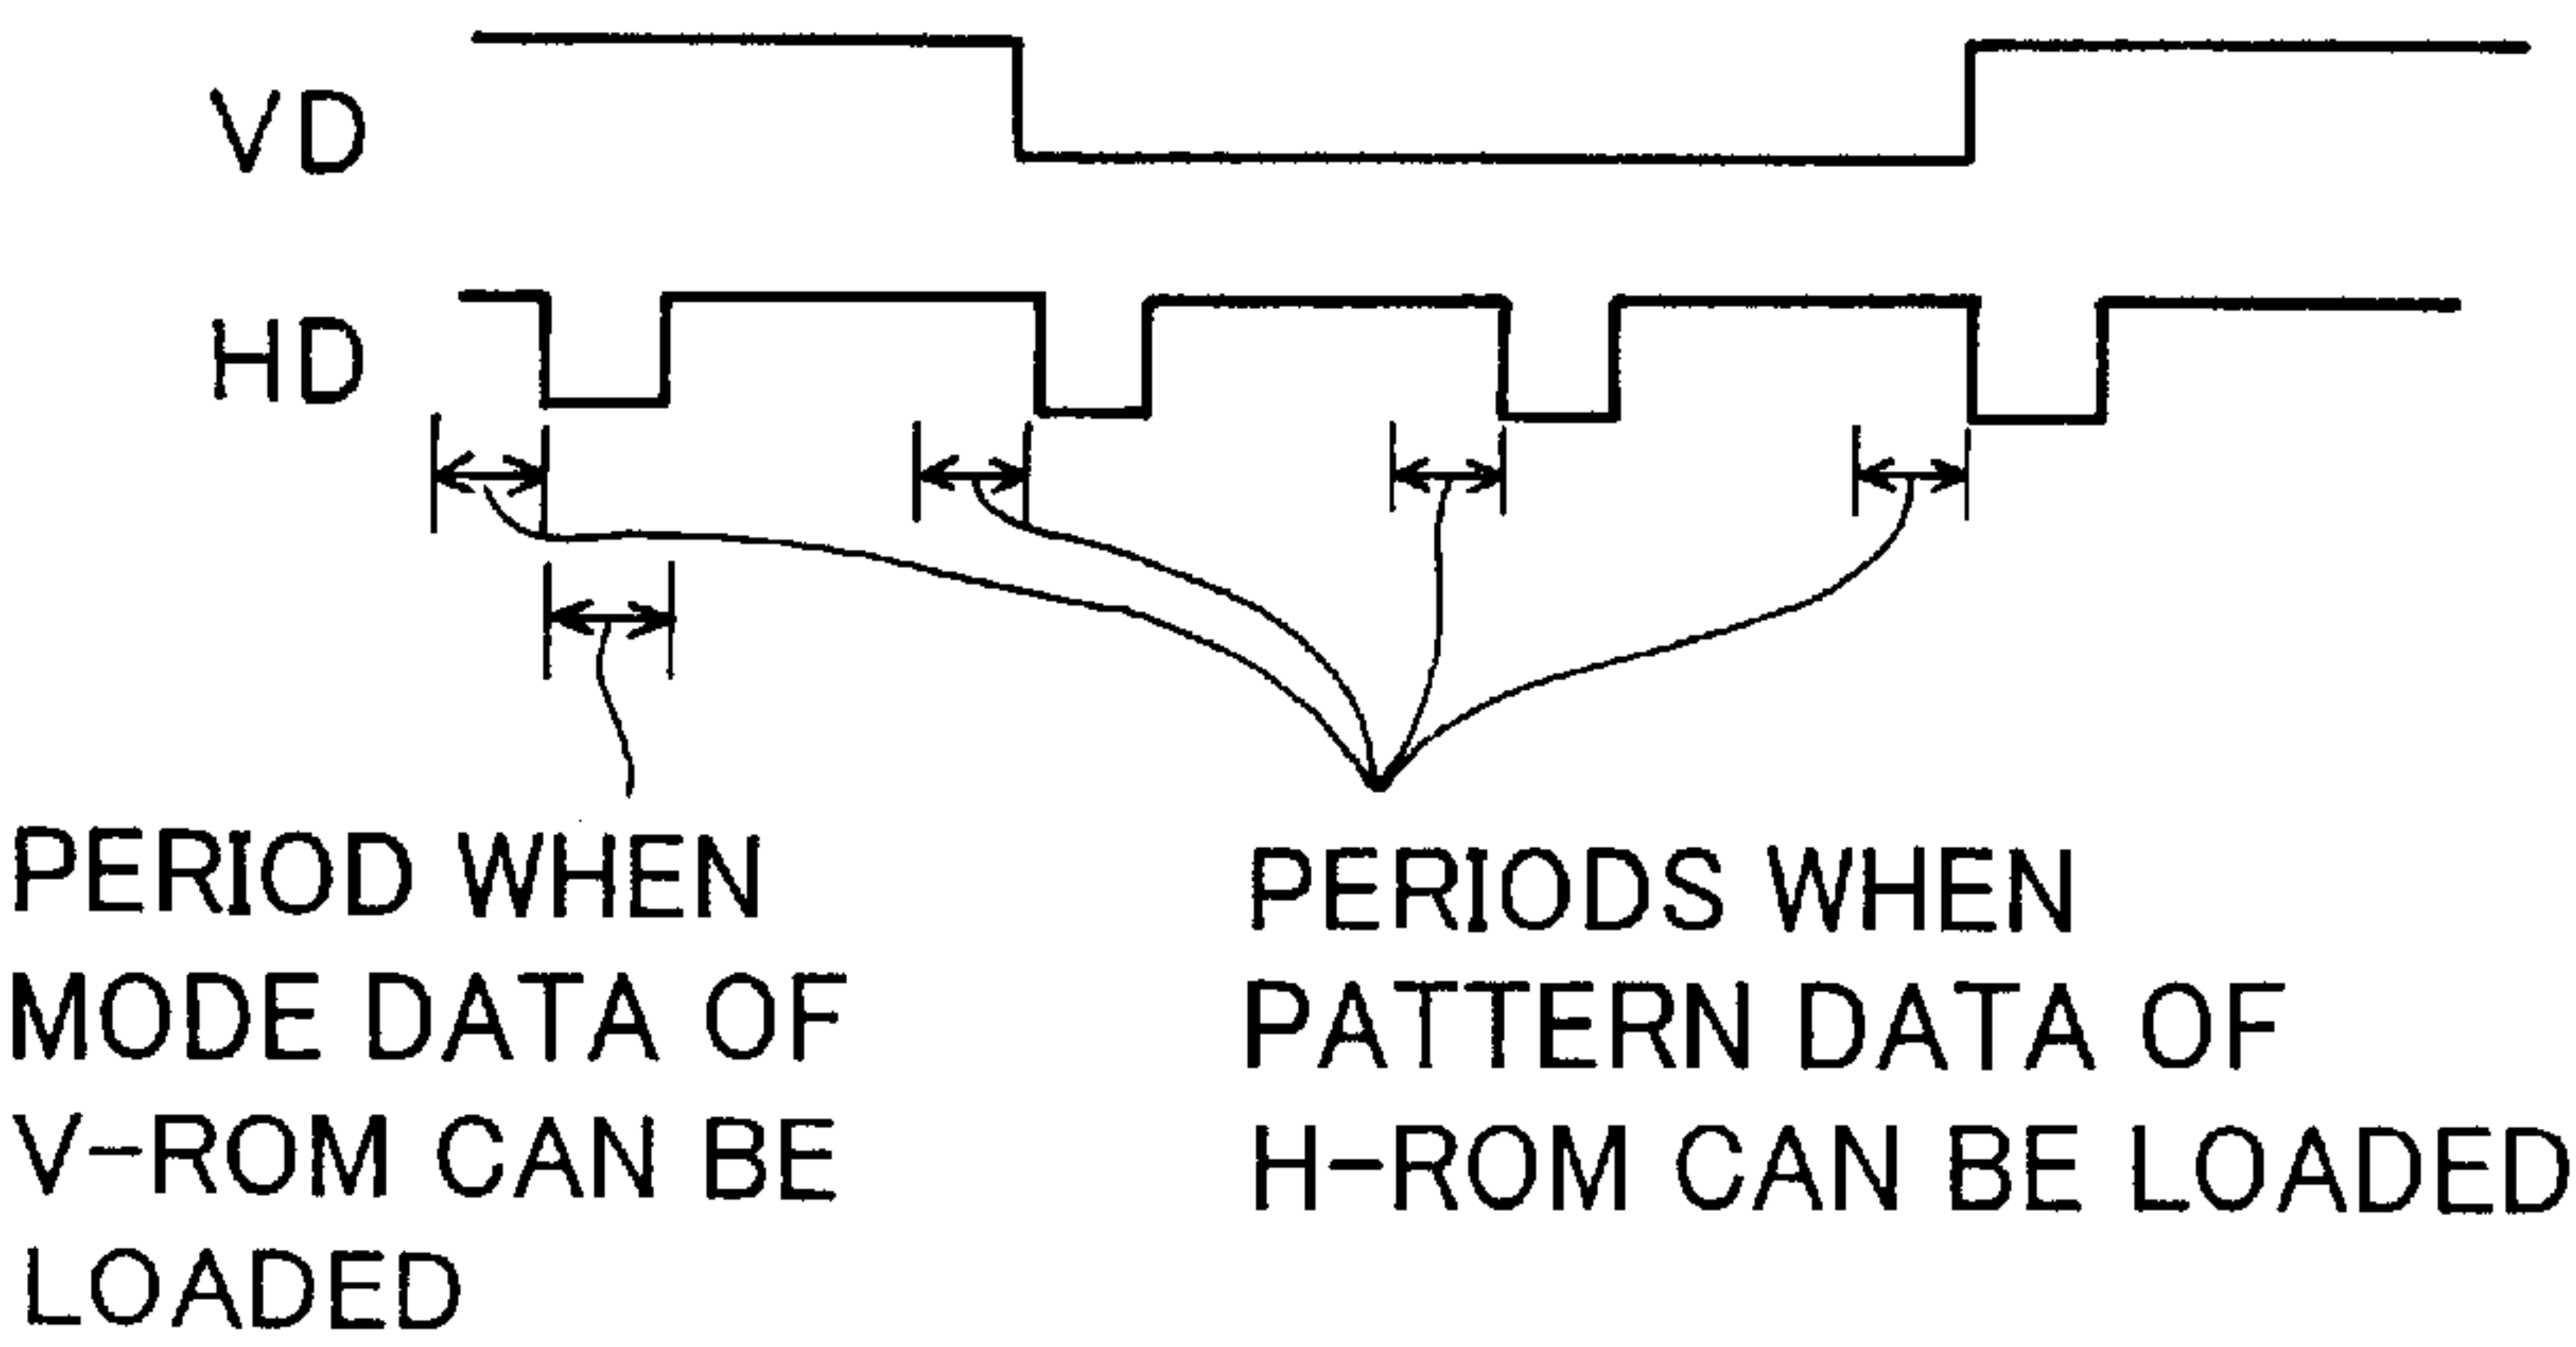 VD
HD
PERIOD WHEN
MODE DATA OF
V-ROM CAN BE
LOADED
PERIODS WHEN
PATTERN DATA OF
H-ROM CAN BE LOADED